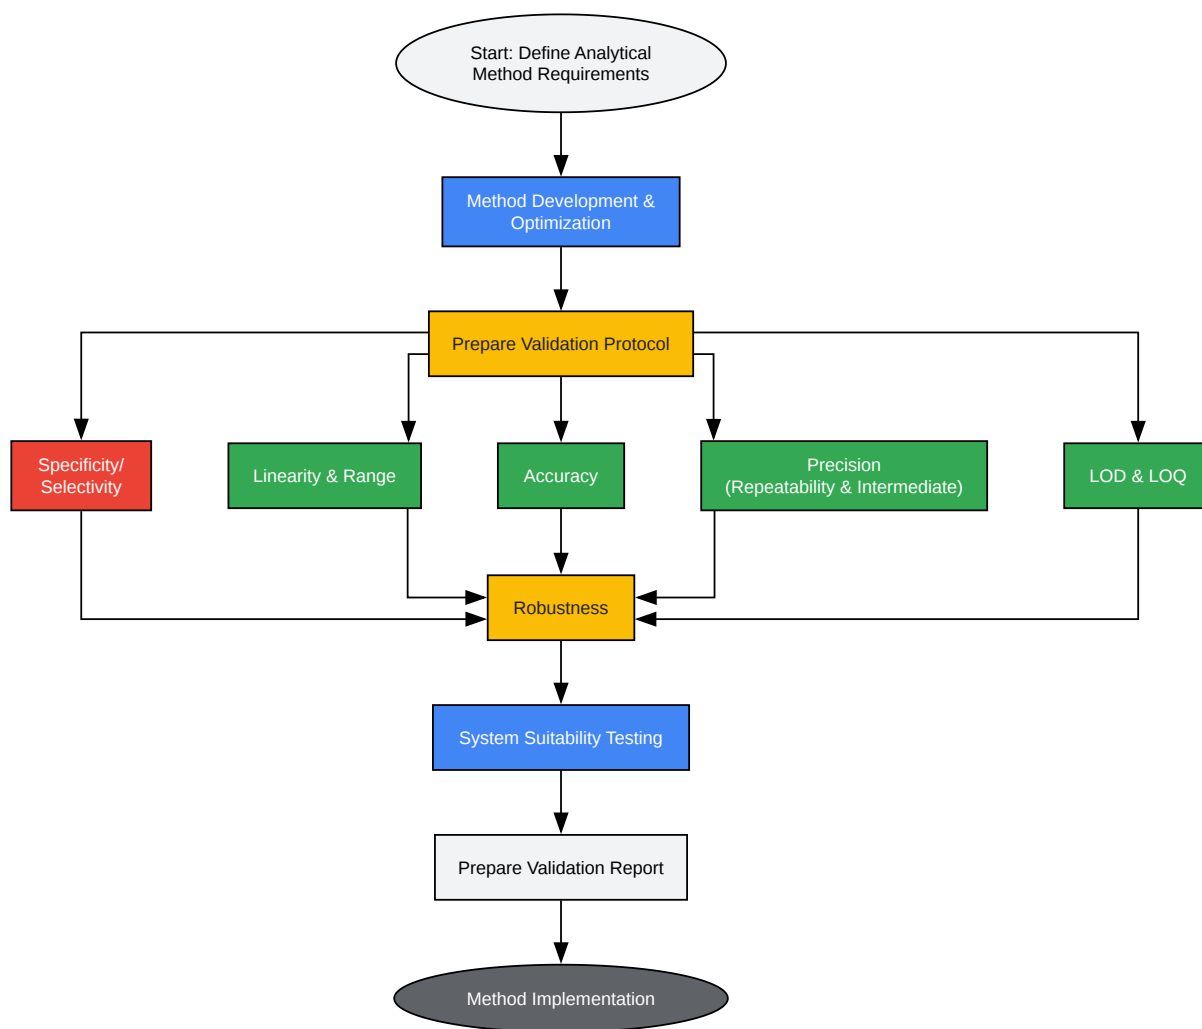 Start: Define Analytical
Method Requirements
Method Development &
Optimization
Prepare Validation Protocol
Specificity/
Selectivity
Linearity & Range
Accuracy
Precision
(Repeatability & Intermediate)
LOD & LOQ
Robustness
System Suitability Testing
Prepare Validation Report
Method Implementation